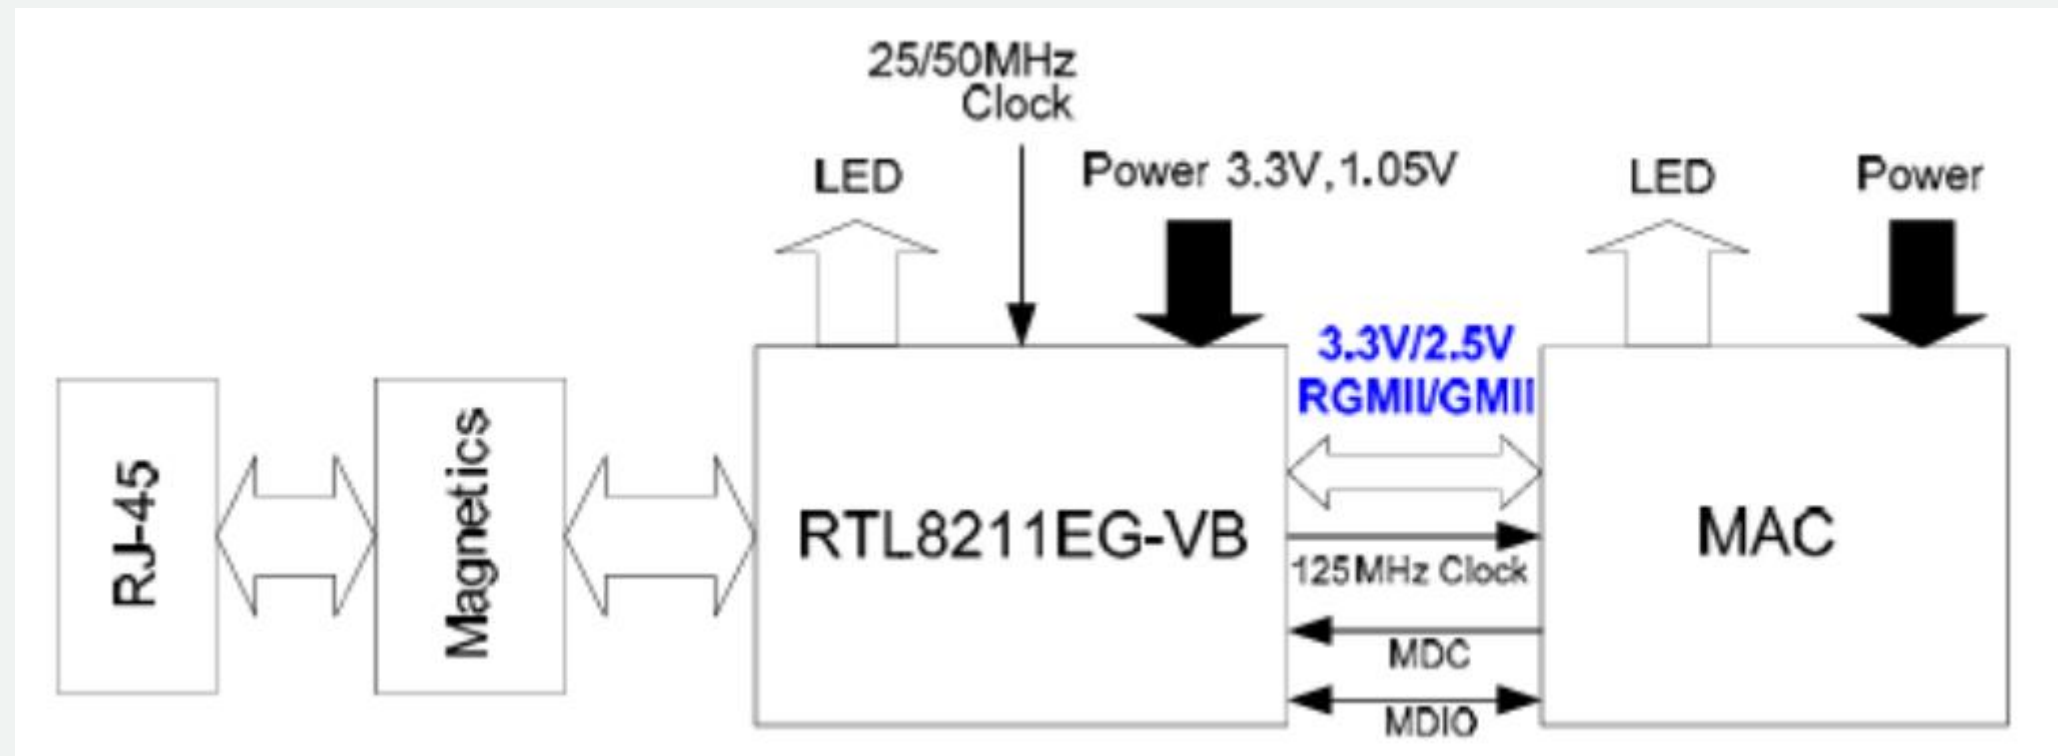 25/50MHz
Clock
LED
Power 3.3V,1.05V
LED
Power
3.3V/2.5V
RGMII/GMII
RJ-45
Magnetics
RTL8211EG-VB
MAC
125MHz Clock
MDC
MDIO